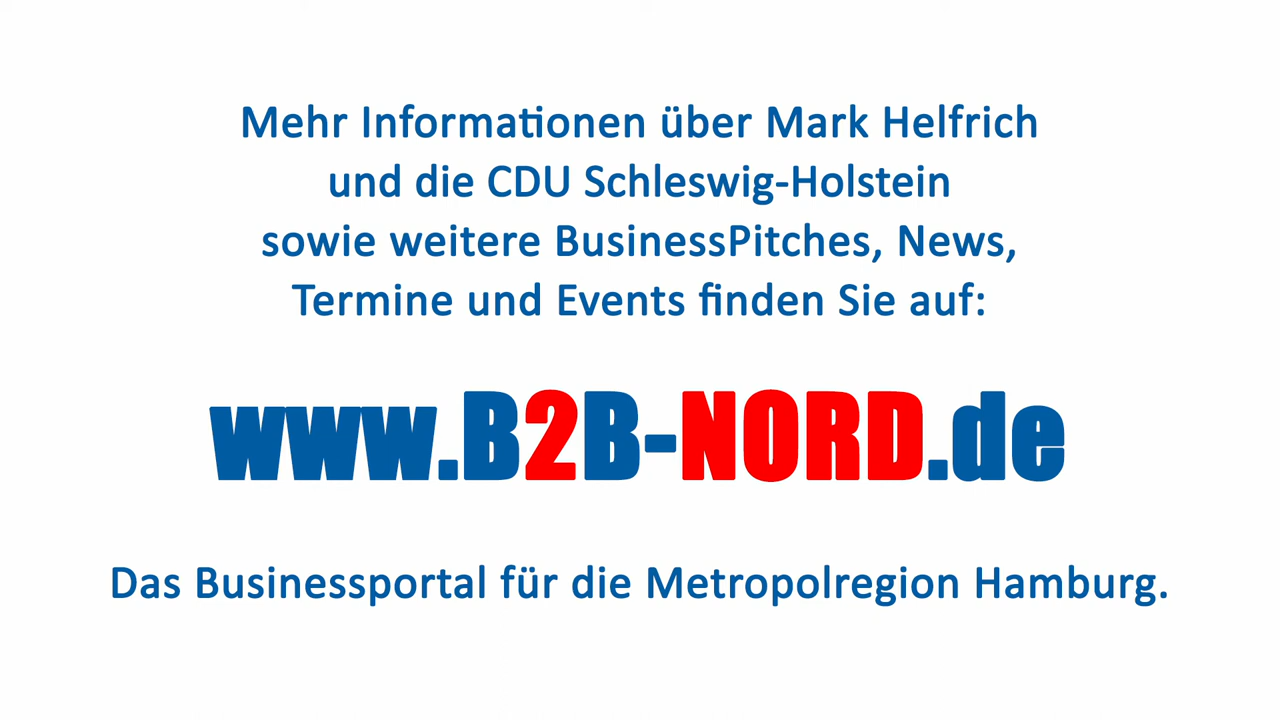 Mehr Informationen über Mark Helfrich
und die CDU Schleswig-Holstein
sowie weitere BusinessPitches, News,
Termine und Events finden Sie auf:
www.B2B-NORD.de
Das Businessportal für die Metropolregion Hamburg.